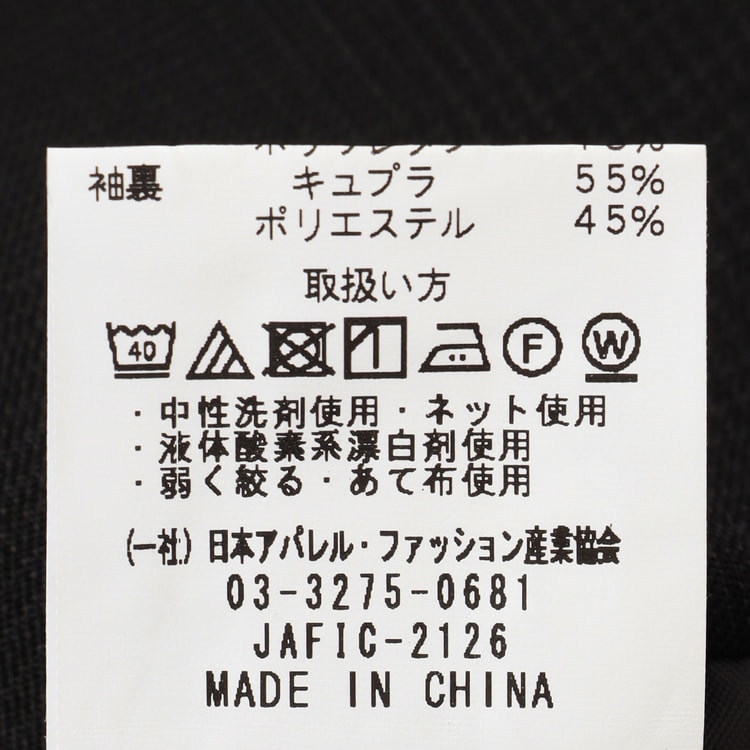 袖裏 キュプラ 55%
ポリエステル 45%
取扱い方
40 F W
・中性洗剤使用・ネット使用
・液体酸素系漂白剤使用
・弱く絞る・あて布使用
(一社)日本アパレル・ファッション産業協会
03-3275-0681
JAFIC-2126
MADE IN CHINA